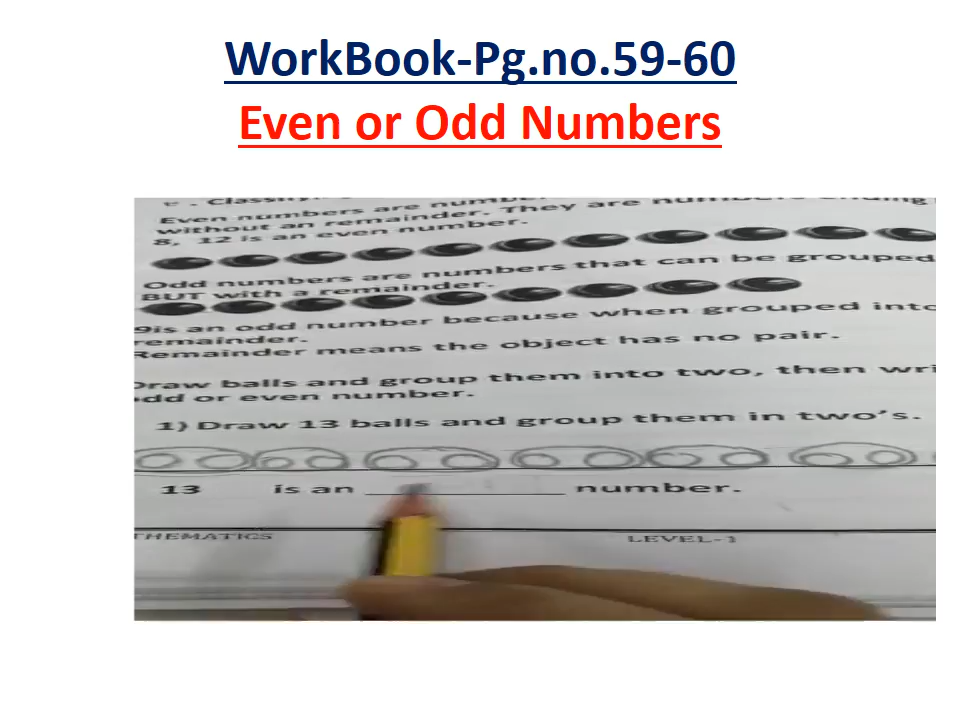 WorkBook-Pg.no.59-60
Even or Odd Numbers
Even numbers are
without an remainder. They are numbers ending
8, 12 is an even number.
Odd numbers are numbers that can be grouped
BUT with a remainder.
9is an odd number because when grouped into
remainder.
Remainder means the object has no pair.
Draw balls and group them into two, then
odd or even number.
1) Draw 13 balls and group them in two's.
13 is an __________ number.
THEMATICS LEVEL-1